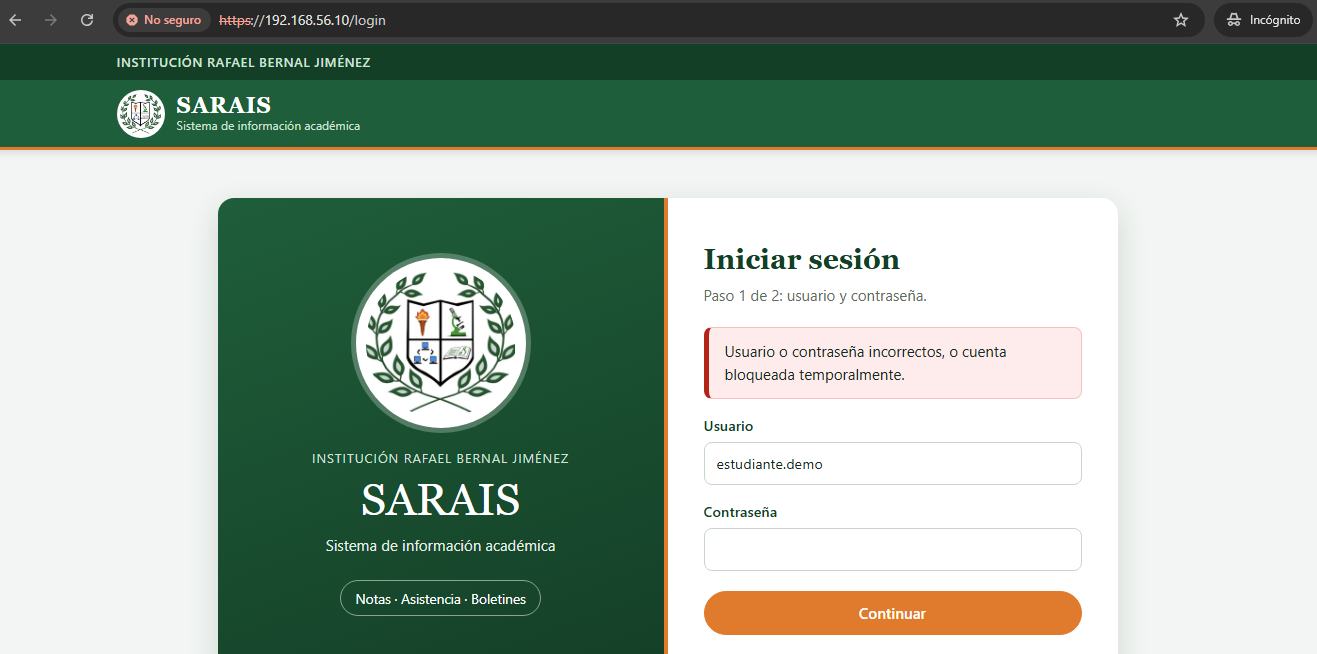 No seguro https://192.168.56.10/login Incógnito
INSTITUCIÓN RAFAEL BERNAL JIMÉNEZ
SARAIS
Sistema de información académica
INSTITUCIÓN RAFAEL BERNAL JIMÉNEZ
SARAIS
Sistema de información académica
Notas · Asistencia · Boletines
Iniciar sesión
Paso 1 de 2: usuario y contraseña.
Usuario o contraseña incorrectos, o cuenta
bloqueada temporalmente.
Usuario
estudiante.demo
Contraseña
Continuar